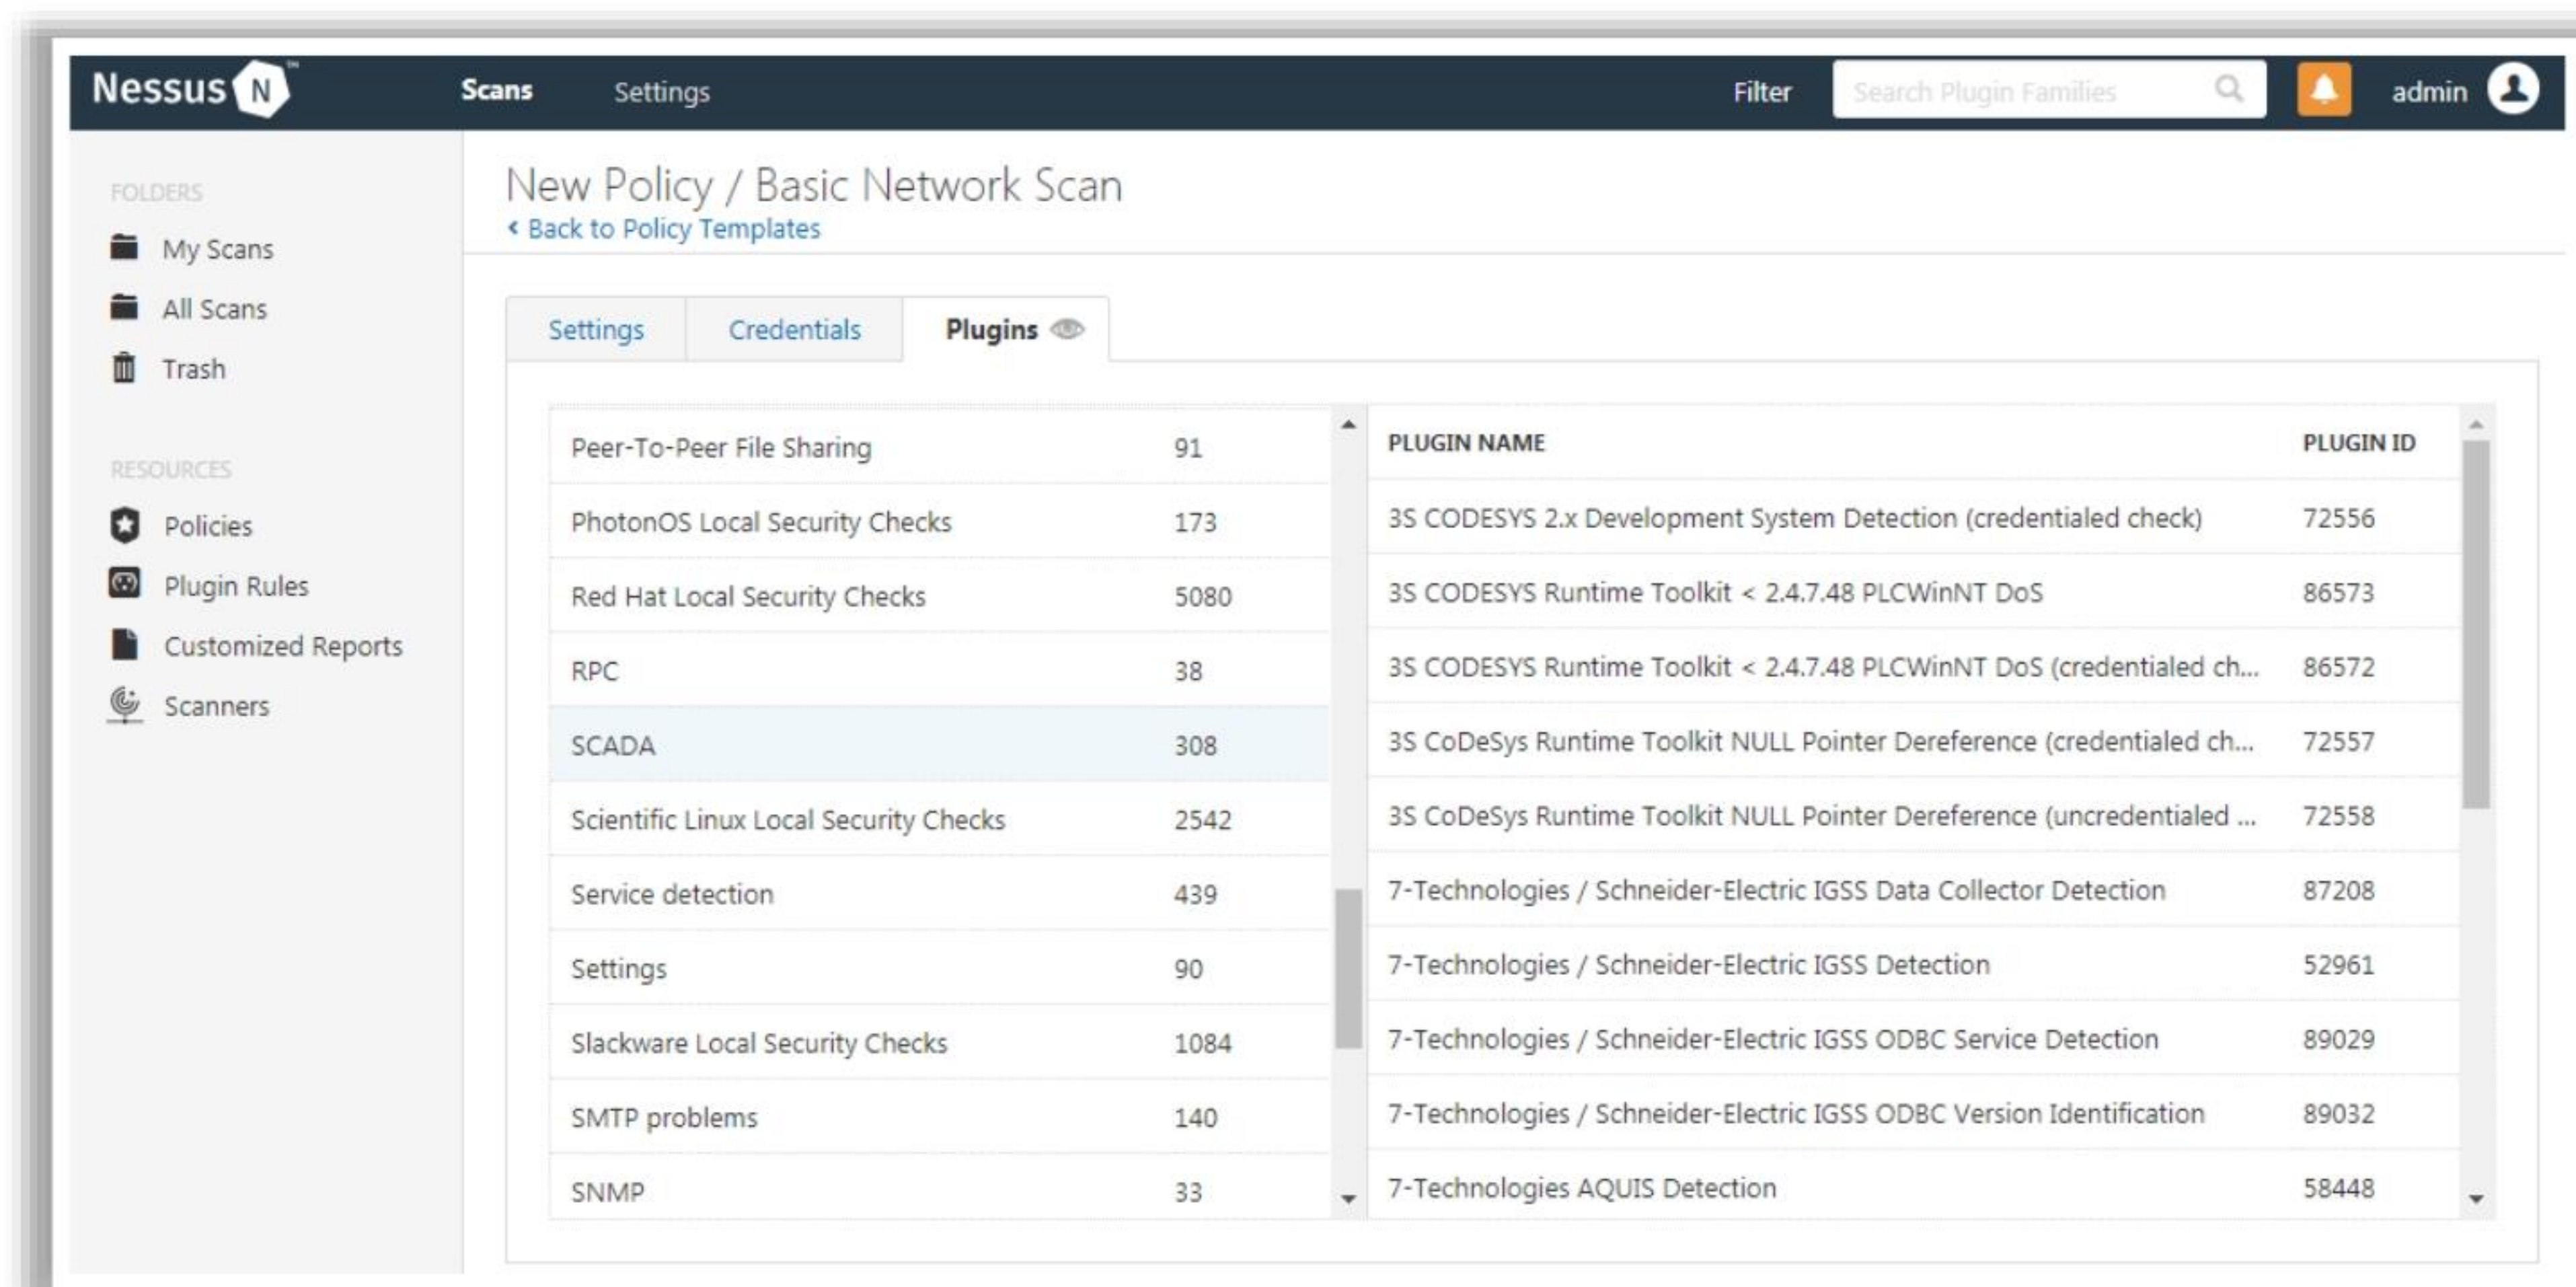 Nessus N ™ Scans Settings Filter Search Plugin Families admin
FOLDERS
My Scans
All Scans
Trash
RESOURCES
Policies
Plugin Rules
Customized Reports
Scanners
New Policy / Basic Network Scan
< Back to Policy Templates
Settings Credentials Plugins
Peer-To-Peer File Sharing 91
PhotonOS Local Security Checks 173
Red Hat Local Security Checks 5080
RPC 38
SCADA 308
Scientific Linux Local Security Checks 2542
Service detection 439
Settings 90
Slackware Local Security Checks 1084
SMTP problems 140
SNMP 33
PLUGIN NAME PLUGIN ID
3S CODESYS 2.x Development System Detection (credentialed check) 72556
3S CODESYS Runtime Toolkit < 2.4.7.48 PLCWinNT DoS 86573
3S CODESYS Runtime Toolkit < 2.4.7.48 PLCWinNT DoS (credentialed ch... 86572
3S CoDeSys Runtime Toolkit NULL Pointer Dereference (credentialed ch... 72557
3S CoDeSys Runtime Toolkit NULL Pointer Dereference (uncredentialed ... 72558
7-Technologies / Schneider-Electric IGSS Data Collector Detection 87208
7-Technologies / Schneider-Electric IGSS Detection 52961
7-Technologies / Schneider-Electric IGSS ODBC Service Detection 89029
7-Technologies / Schneider-Electric IGSS ODBC Version Identification 89032
7-Technologies AQUIS Detection 58448